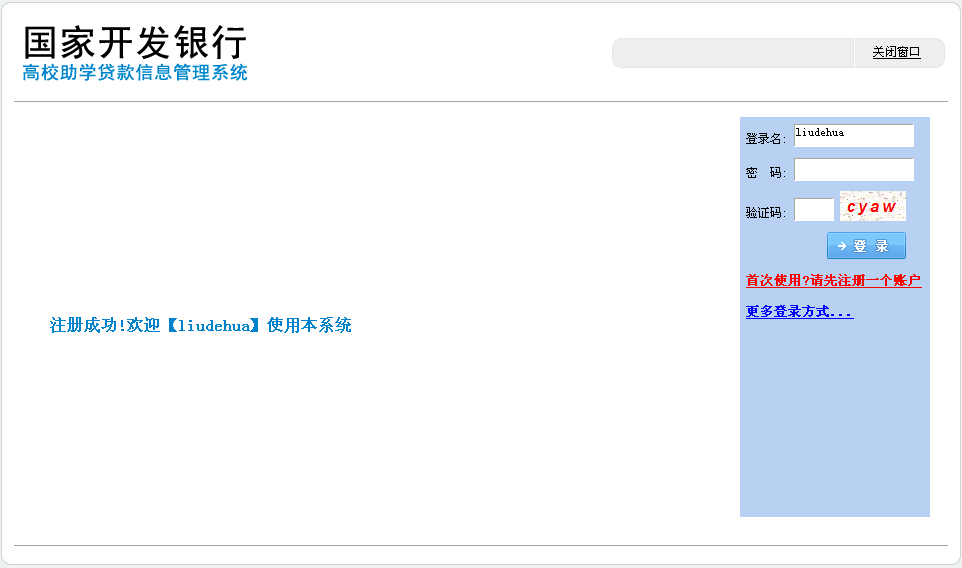 国家开发银行
高校助学贷款信息管理系统
关闭窗口
登录名: liudehua
密 码:
验证码: cyaw
登 录
首次使用?请先注册一个账户
更多登录方式...
注册成功!欢迎【liudehua】使用本系统